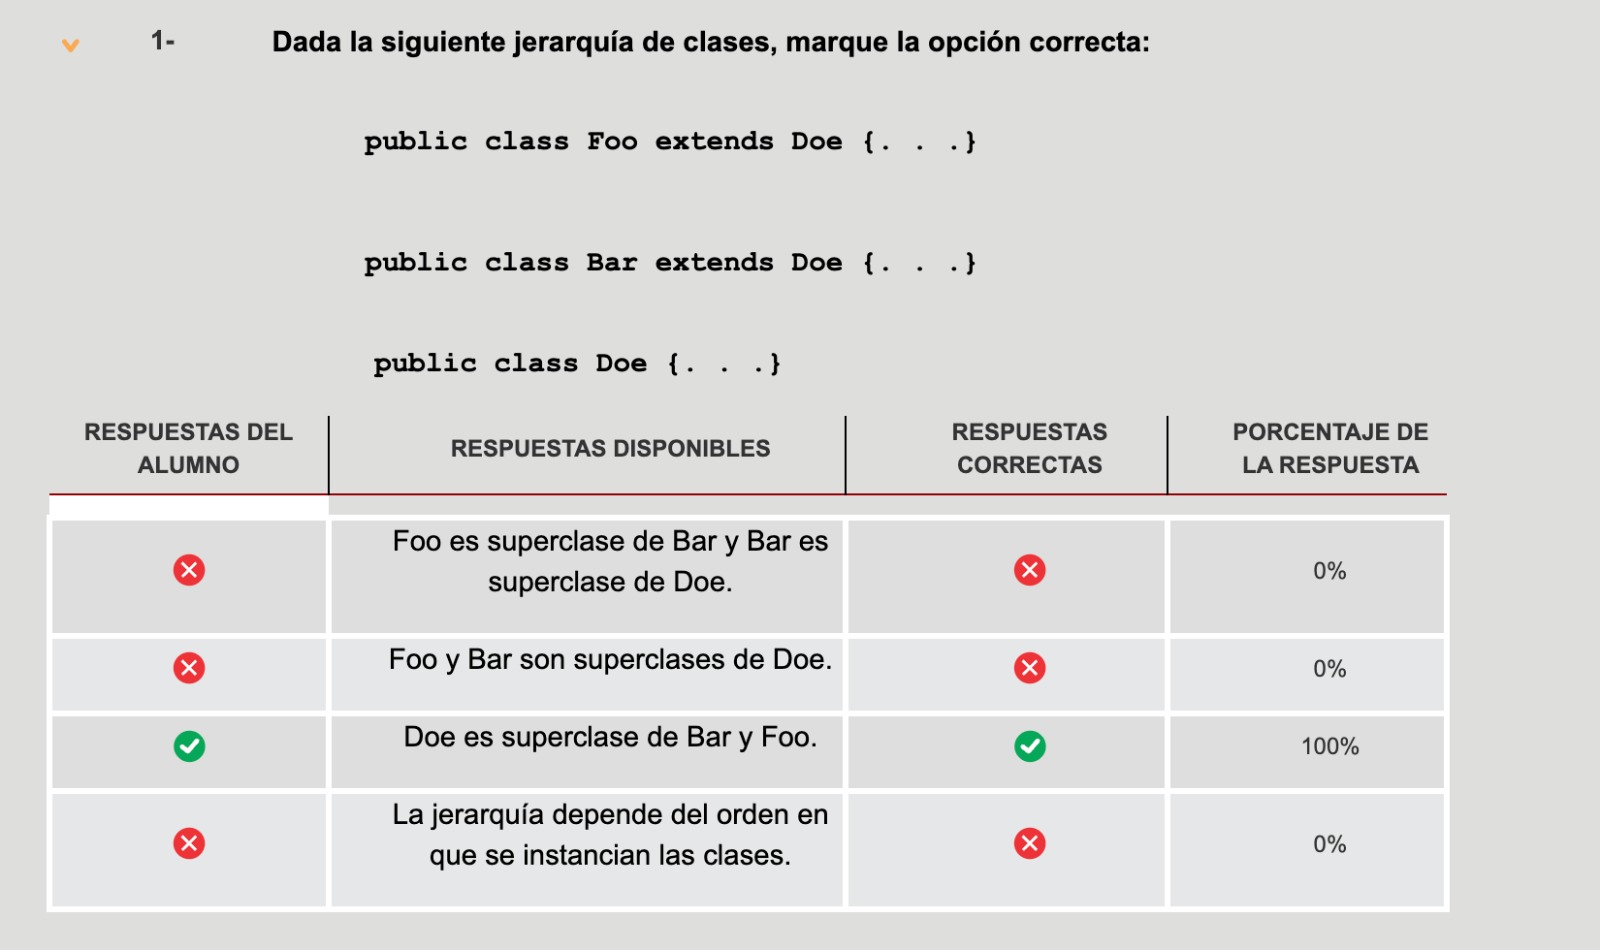 1- Dada la siguiente jerarquía de clases, marque la opción correcta:
public class Foo extends Doe {. . .}
public class Bar extends Doe {. . .}
public class Doe {. . .}
RESPUESTAS DEL ALUMNO
RESPUESTAS DISPONIBLES
RESPUESTAS CORRECTAS
PORCENTAJE DE LA RESPUESTA
Foo es superclase de Bar y Bar es
superclase de Doe.
0%
Foo y Bar son superclases de Doe.
0%
Doe es superclase de Bar y Foo.
100%
La jerarquía depende del orden en
que se instancian las clases.
0%